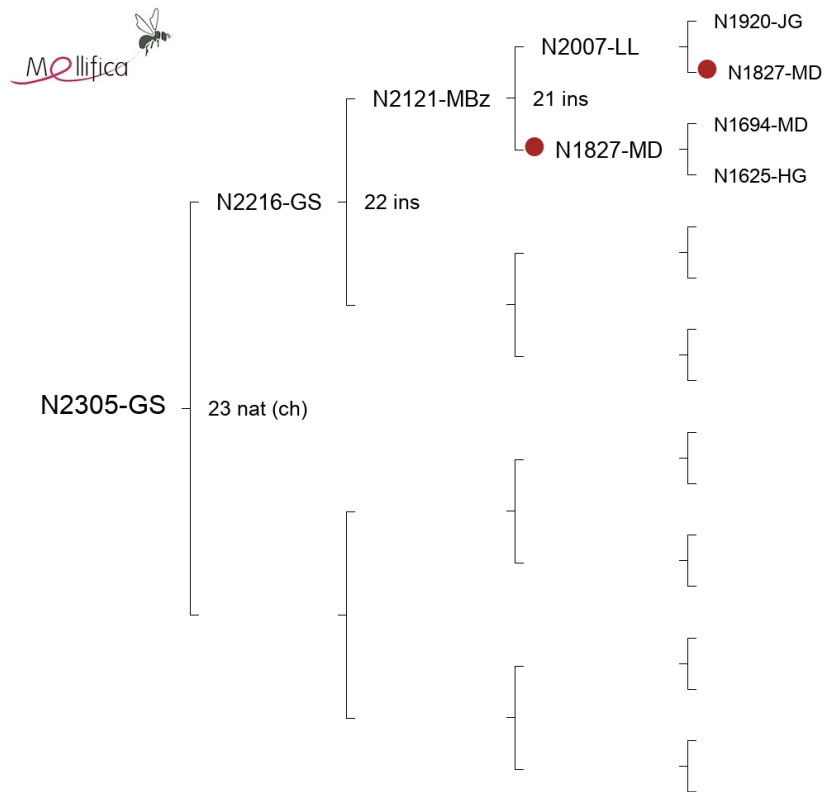 Mellifica
N1920-JG
N2007-LL
N1827-MD
N2121-MBz
21 ins
N1827-MD
N1694-MD
N1625-HG
N2216-GS
22 ins
N2305-GS
23 nat (ch)